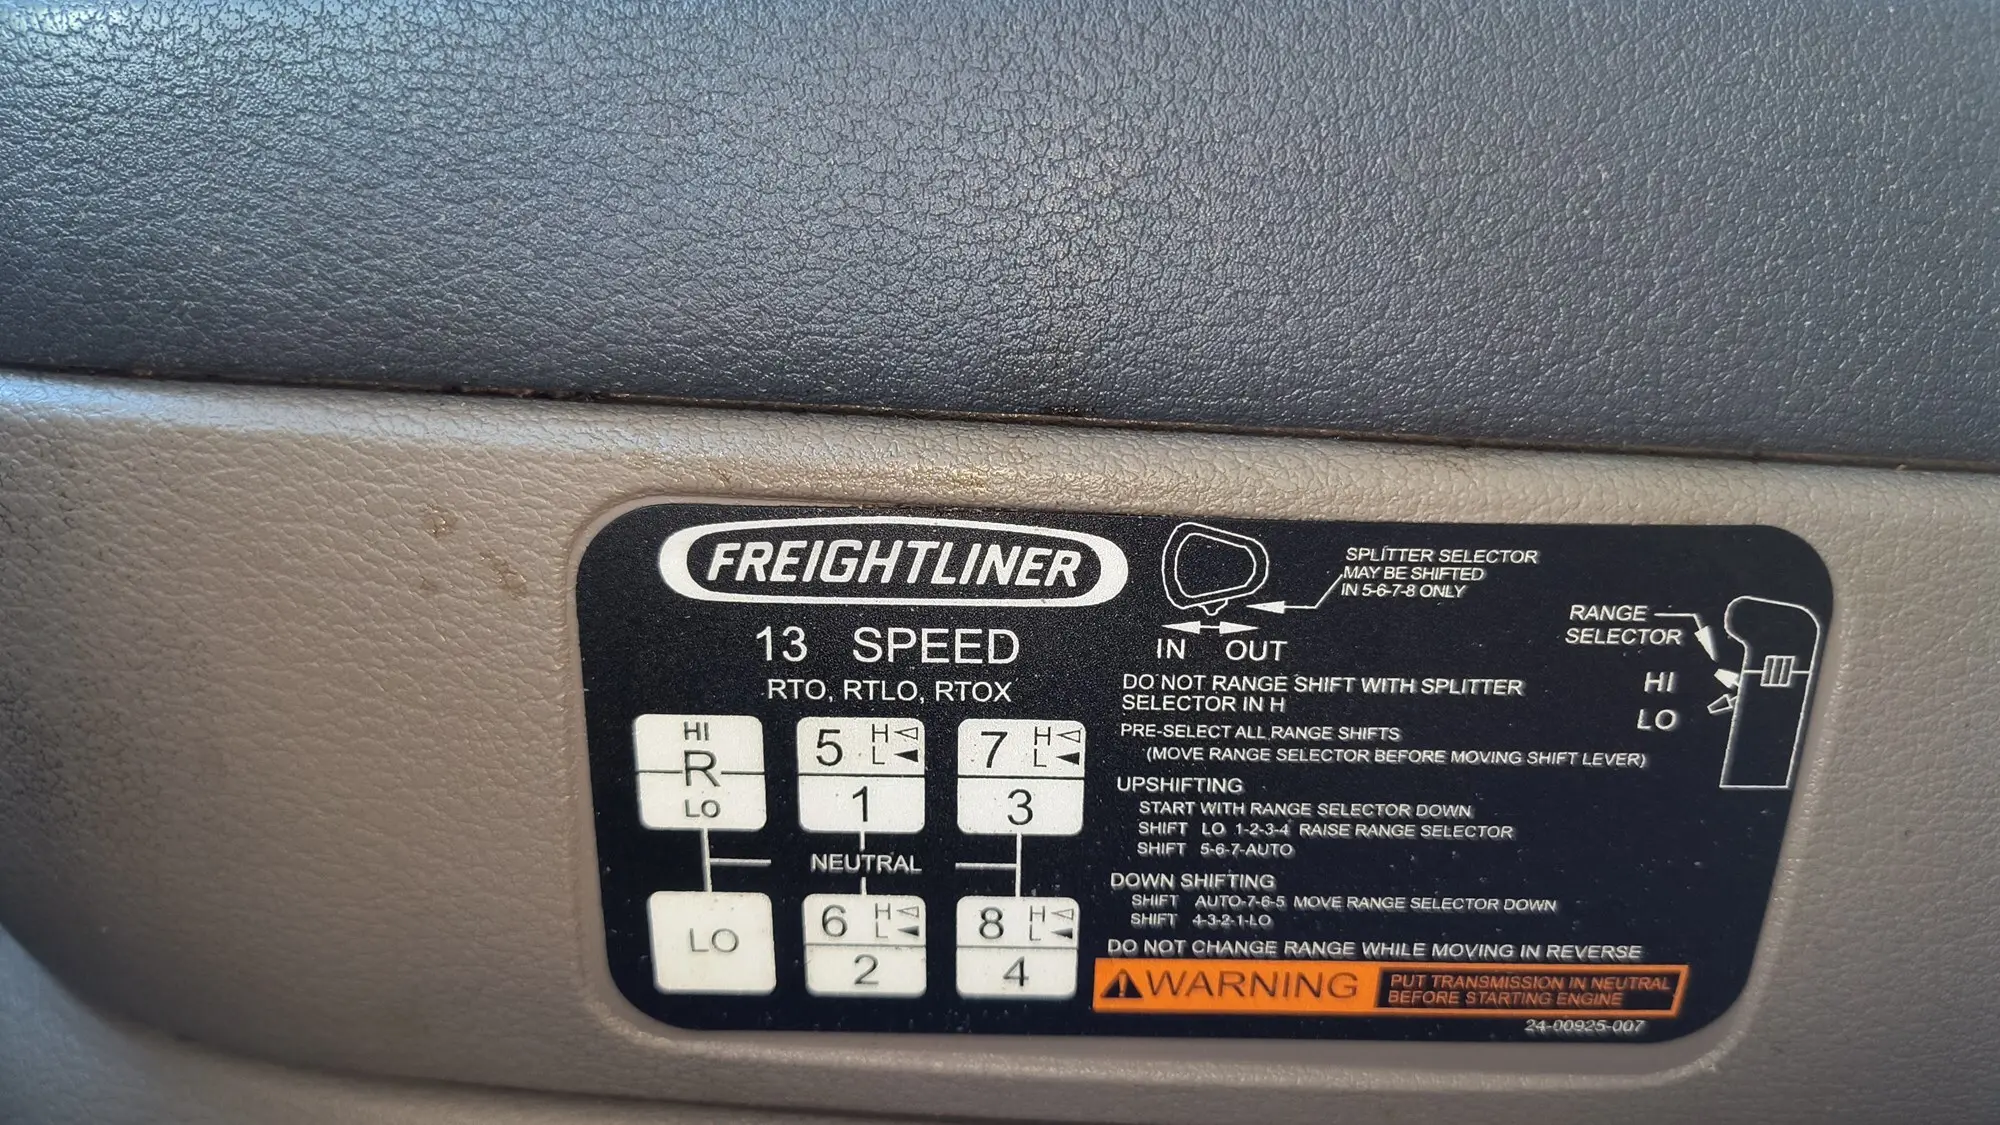 FREIGHTLINER
13 SPEED
RTO, RTLO, RTOX
HI
R
LO
5 H
L
1
7 H
L
3
NEUTRAL
LO
6 H
L
2
8 H
L
4
SPLITTER SELECTOR
MAY BE SHIFTED
IN 5-6-7-8 ONLY
IN OUT
RANGE
SELECTOR
HI
LO
DO NOT RANGE SHIFT WITH SPLITTER
SELECTOR IN H
PRE-SELECT ALL RANGE SHIFTS
(MOVE RANGE SELECTOR BEFORE MOVING SHIFT LEVER)
UPSHIFTING
START WITH RANGE SELECTOR DOWN
SHIFT LO 1-2-3-4 RAISE RANGE SELECTOR
SHIFT 5-6-7-AUTO
DOWN SHIFTING
SHIFT AUTO-7-6-5 MOVE RANGE SELECTOR DOWN
SHIFT 4-3-2-1-LO
DO NOT CHANGE RANGE WHILE MOVING IN REVERSE
WARNING
PUT TRANSMISSION IN NEUTRAL
BEFORE STARTING ENGINE
24-00925-007